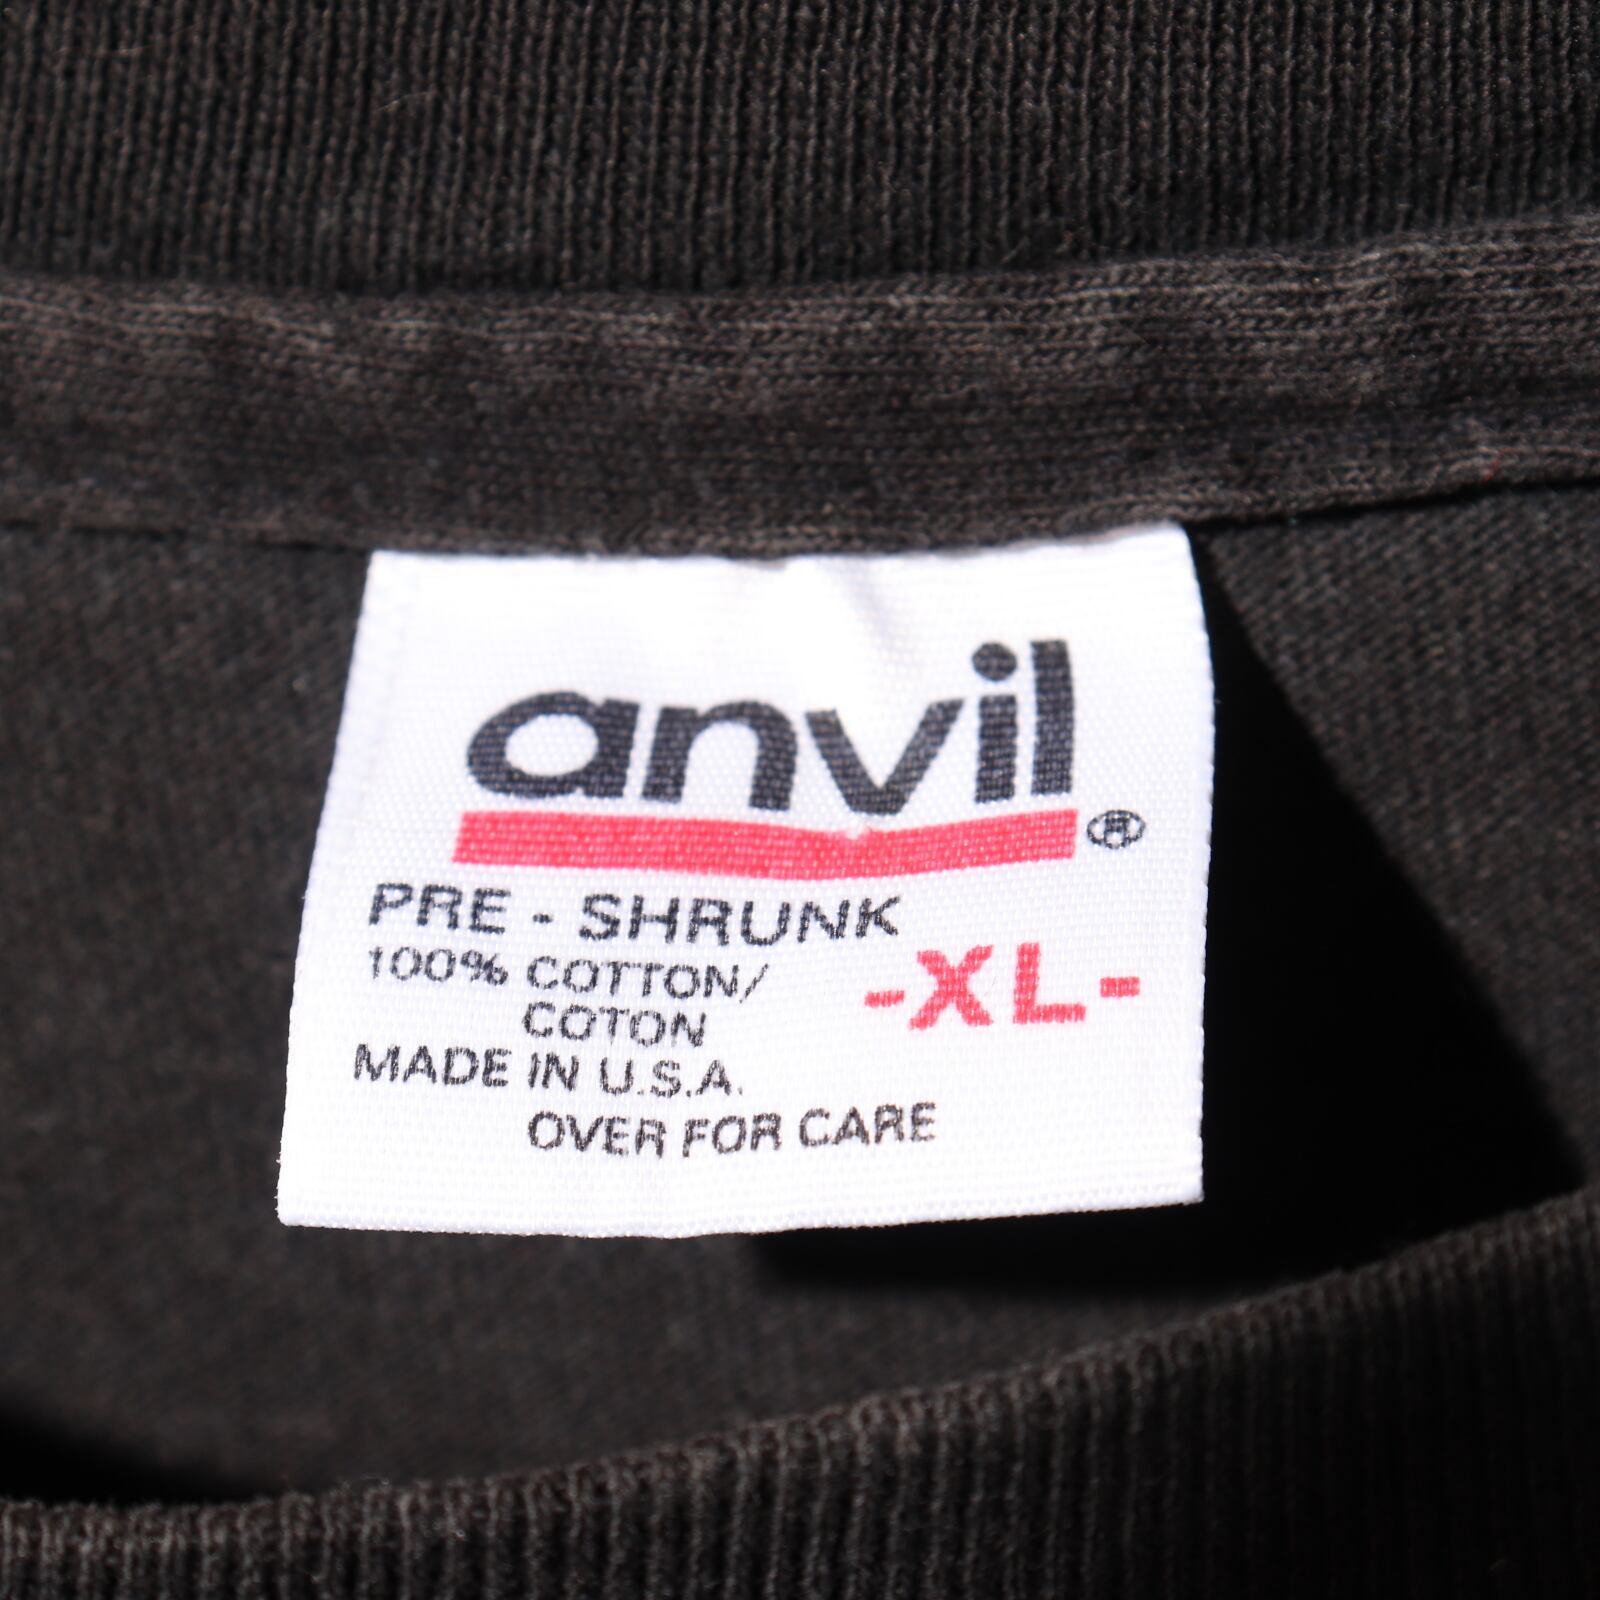 anvil®
PRE - SHRUNK
100% COTTON/
COTON
-XL-
MADE IN U.S.A.
OVER FOR CARE